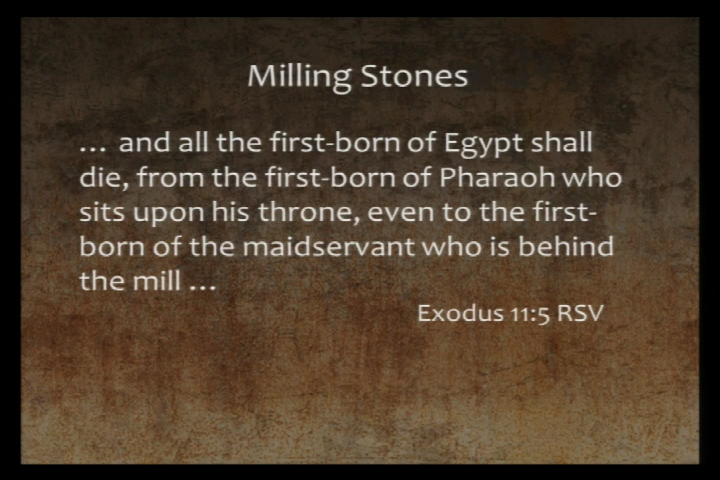 Milling Stones
... and all the first-born of Egypt shall
die, from the first-born of Pharaoh who
sits upon his throne, even to the first-
born of the maidservant who is behind
the mill ...
Exodus 11:5 RSV